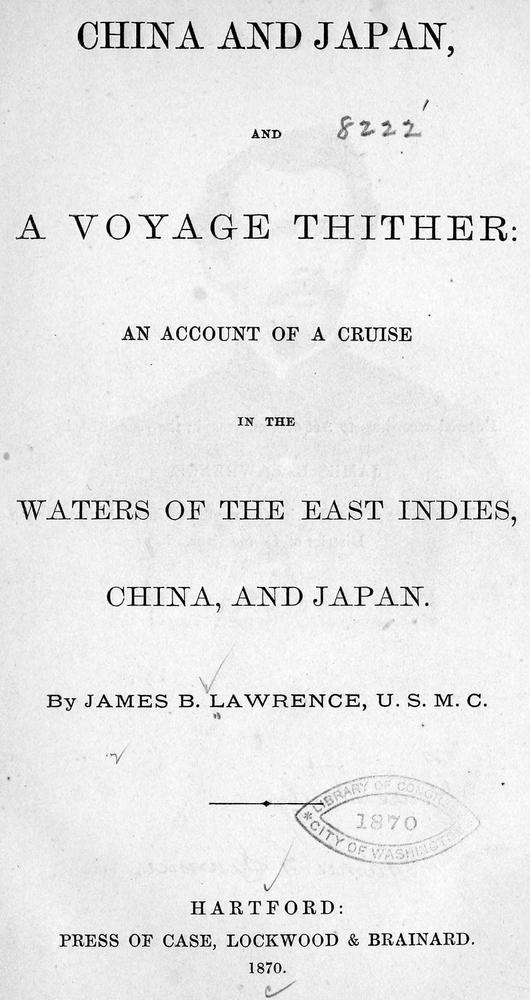 CHINA AND JAPAN,
AND
8222
A VOYAGE THITHER:
AN ACCOUNT OF A CRUISE
IN THE
WATERS OF THE EAST INDIES,
CHINA, AND JAPAN.
By JAMES B. LAWRENCE, U. S. M. C.
LIBRARY OF
1870
CITY OF WASHINGTON
HARTFORD:
PRESS OF CASE, LOCKWOOD & BRAINARD.
1870.